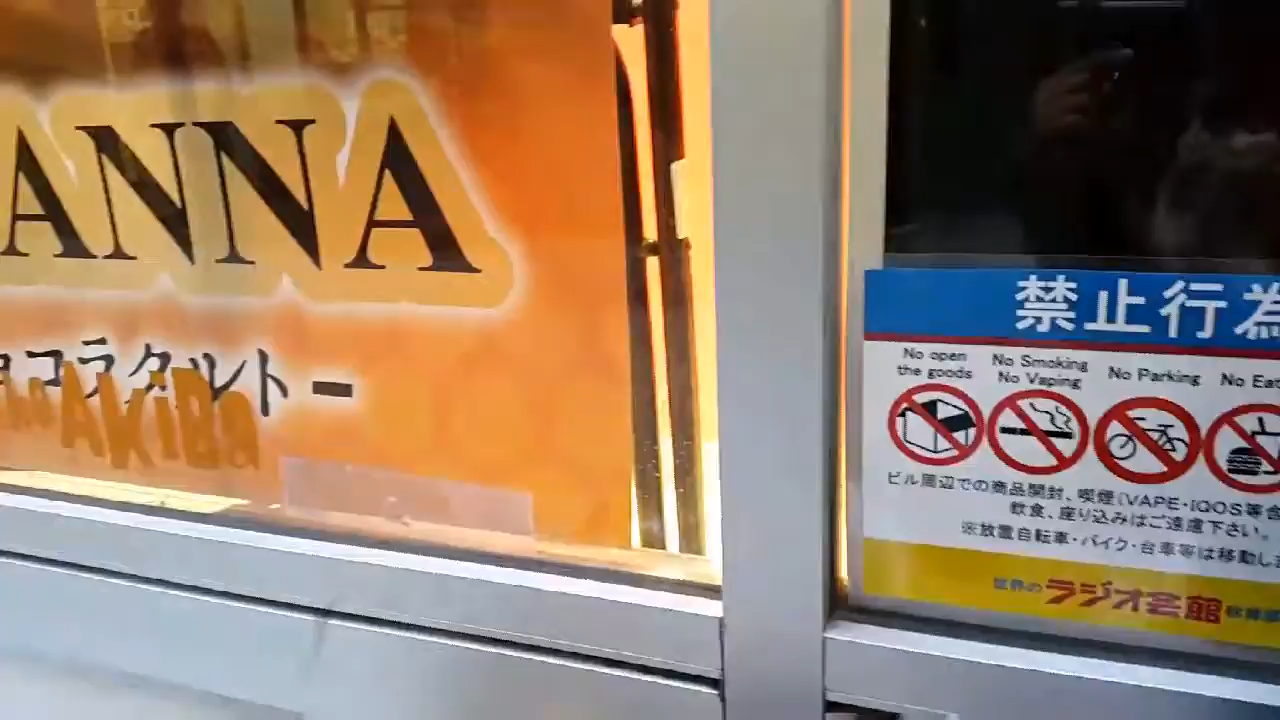 ANNA
コラタルト ー
AKiBa
禁止行為
No open
the goods
No Smoking
No Vaping
No Parking
No Eat
ビル周辺での商品開封、喫煙(VAPE・IQOS等含
飲食、座り込みはご遠慮下さい。
※放置自転車・バイク・台車等は移動し
世界のラジオ会館